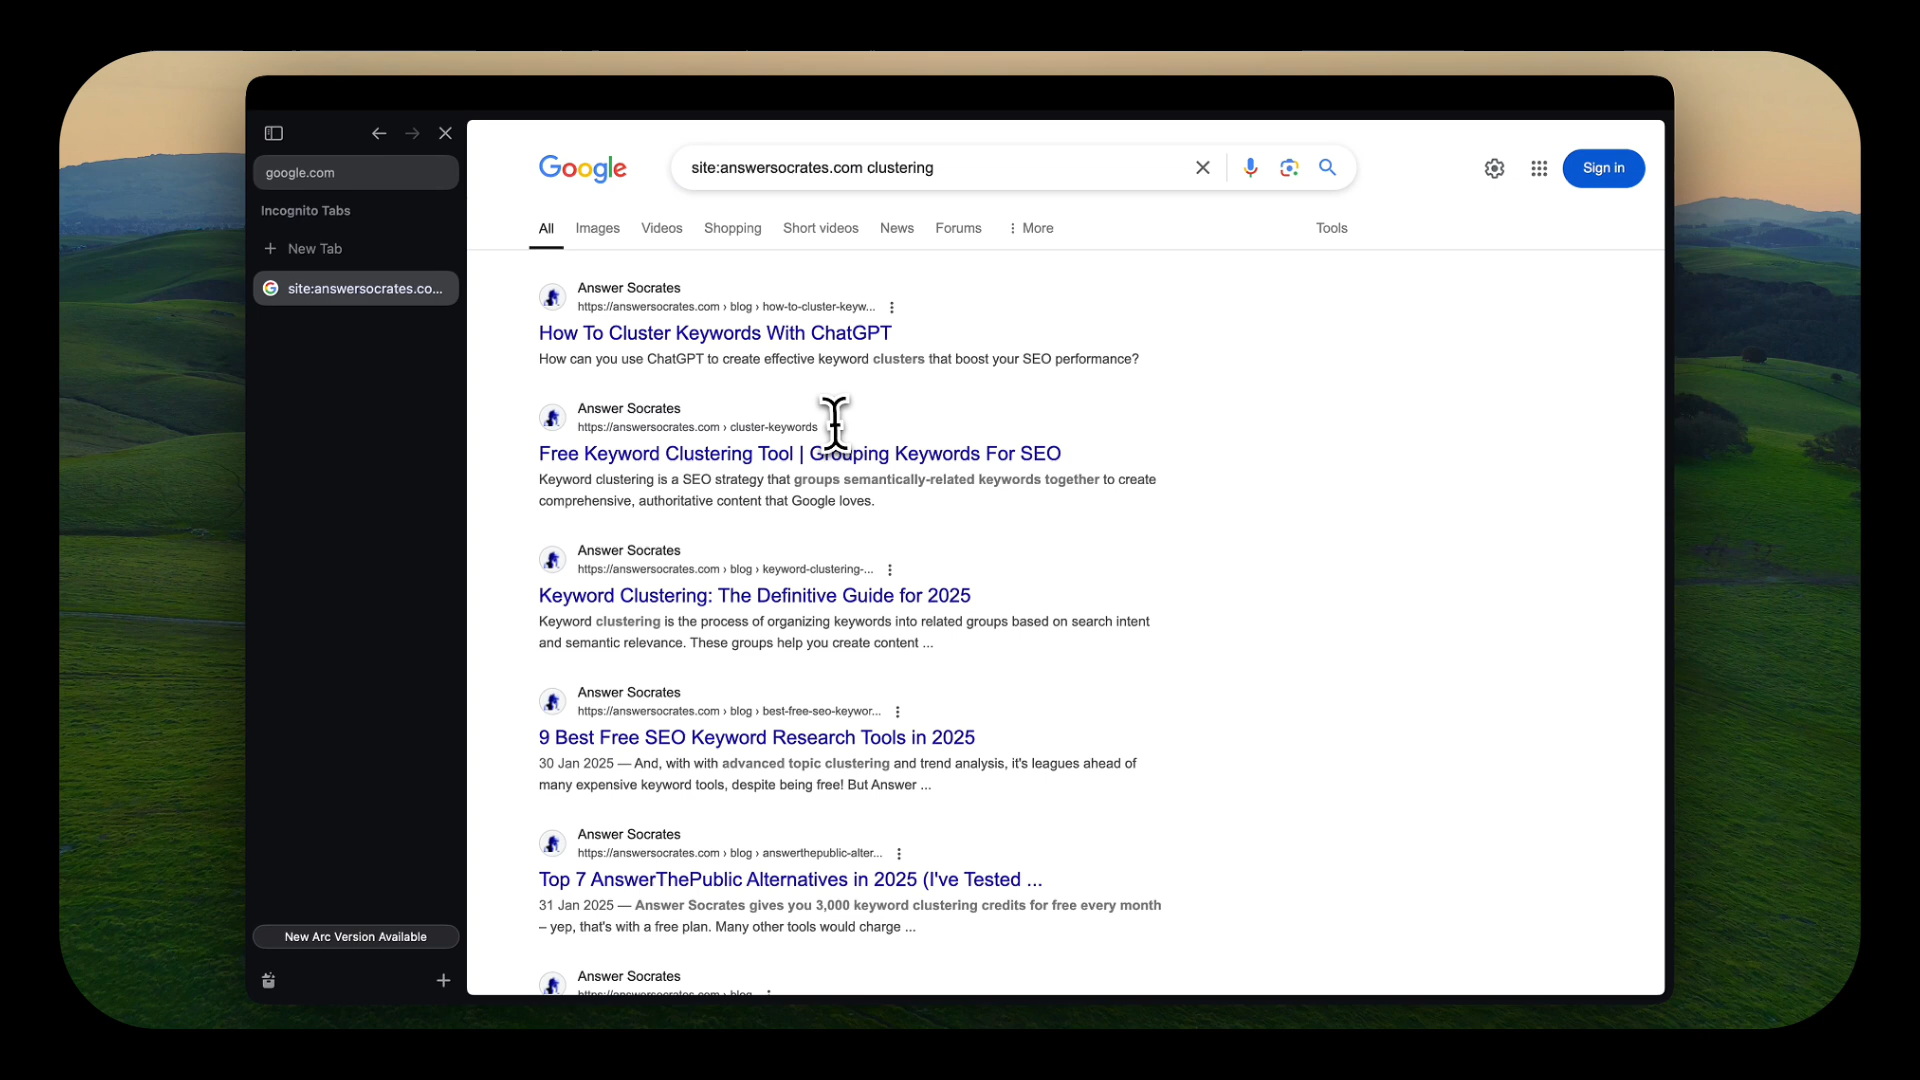 google.com
Incognito Tabs
New Tab
site:answersocrates.co...
New Arc Version Available
Google
site:answersocrates.com clustering
Sign in
All Images Videos Shopping Short videos News Forums More Tools
Answer Socrates
https://answersocrates.com › blog › how-to-cluster-keyw...
How To Cluster Keywords With ChatGPT
How can you use ChatGPT to create effective keyword clusters that boost your SEO performance?
Answer Socrates
https://answersocrates.com › cluster-keywords
Free Keyword Clustering Tool | Grouping Keywords For SEO
Keyword clustering is a SEO strategy that groups semantically-related keywords together to create
comprehensive, authoritative content that Google loves.
Answer Socrates
https://answersocrates.com › blog › keyword-clustering-...
Keyword Clustering: The Definitive Guide for 2025
Keyword clustering is the process of organizing keywords into related groups based on search intent
and semantic relevance. These groups help you create content ...
Answer Socrates
https://answersocrates.com › blog › best-free-seo-keywor...
9 Best Free SEO Keyword Research Tools in 2025
30 Jan 2025 — And, with with advanced topic clustering and trend analysis, it's leagues ahead of
many expensive keyword tools, despite being free! But Answer ...
Answer Socrates
https://answersocrates.com › blog › answerthepublic-alter...
Top 7 AnswerThePublic Alternatives in 2025 (I've Tested ...
31 Jan 2025 — Answer Socrates gives you 3,000 keyword clustering credits for free every month
– yep, that's with a free plan. Many other tools would charge ...
Answer Socrates
https://answersocrates.com › blog